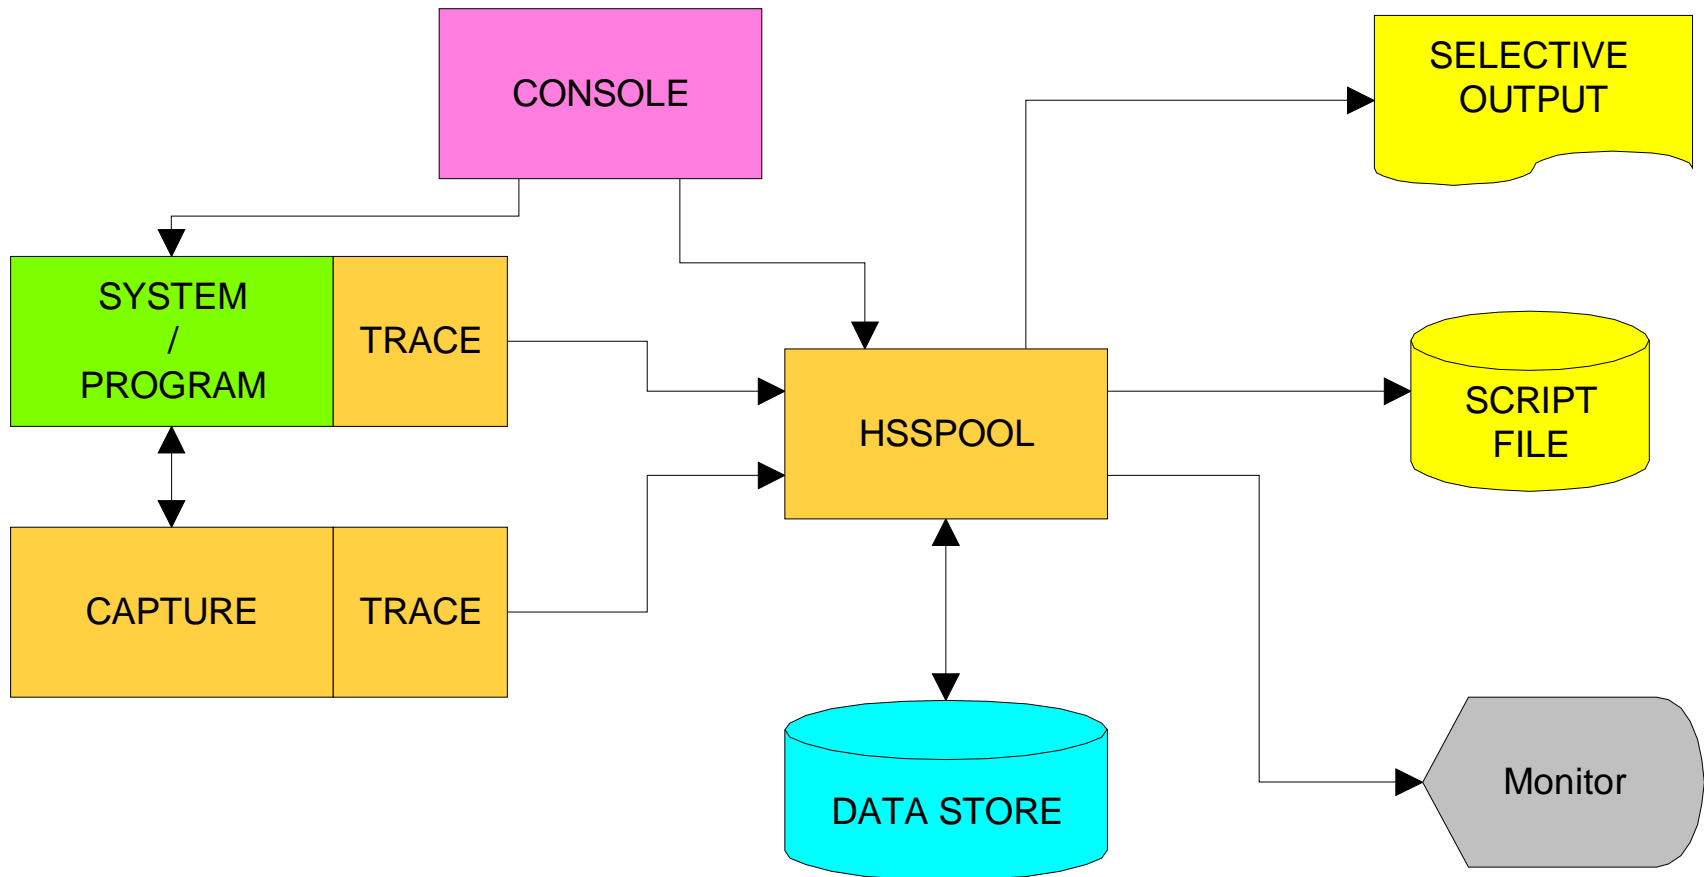 CONSOLE
SELECTIVE
OUTPUT
SYSTEM
/
PROGRAM
TRACE
HSSPOOL
SCRIPT
FILE
CAPTURE
TRACE
DATA STORE
Monitor